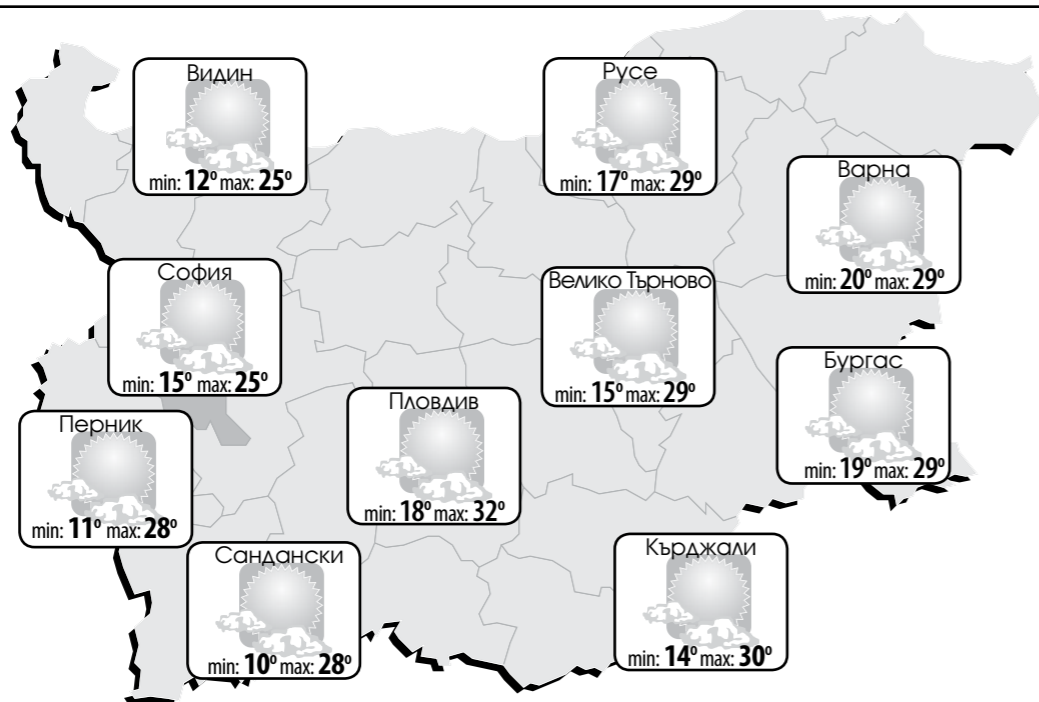 Видин
min: 12° max: 25°
Русе
min: 17° max: 29°
Варна
min: 20° max: 29°
София
min: 15° max: 25°
Велико Търново
min: 15° max: 29°
Бургас
min: 19° max: 29°
Пловдив
min: 18° max: 32°
Перник
min: 11° max: 28°
Сандански
min: 10° max: 28°
Кърджали
min: 14° max: 30°